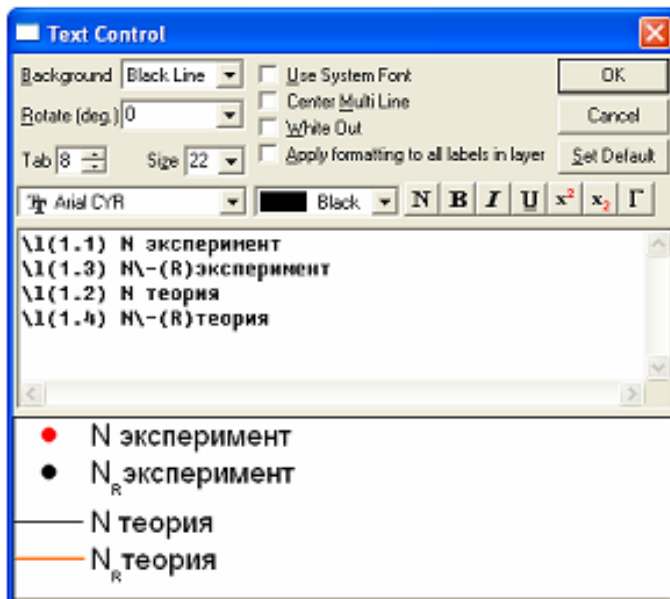 Text Control
Background Black Line Use System Font OK
Center Multi Line
Rotate (deg.) 0 White Out Cancel
Tab 8 Size 22 Apply formatting to all labels in layer Set Default
Arial CYR Black N B I U x² x₂ Γ
\l(1.1) N эксперимент
\l(1.3) N\-(R)эксперимент
\l(1.2) N теория
\l(1.4) N\-(R)теория
N эксперимент
N_Rэксперимент
N теория
N_Rтеория